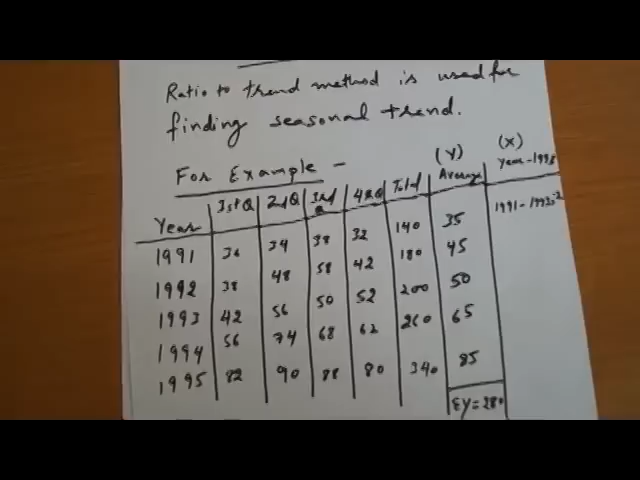 Ratio to trend method is used for
finding seasonal trend.
For Example -
Year 1st Q 2nd Q 3rd Q 4th Q Total (Y) Average (X) Year-1993
1991 36 34 38 32 140 35 1991-1993=-2
1992 38 48 58 42 180 45
1993 42 56 50 52 200 50
1994 56 74 68 62 260 65
1995 82 90 88 80 340 85
ΣY=280